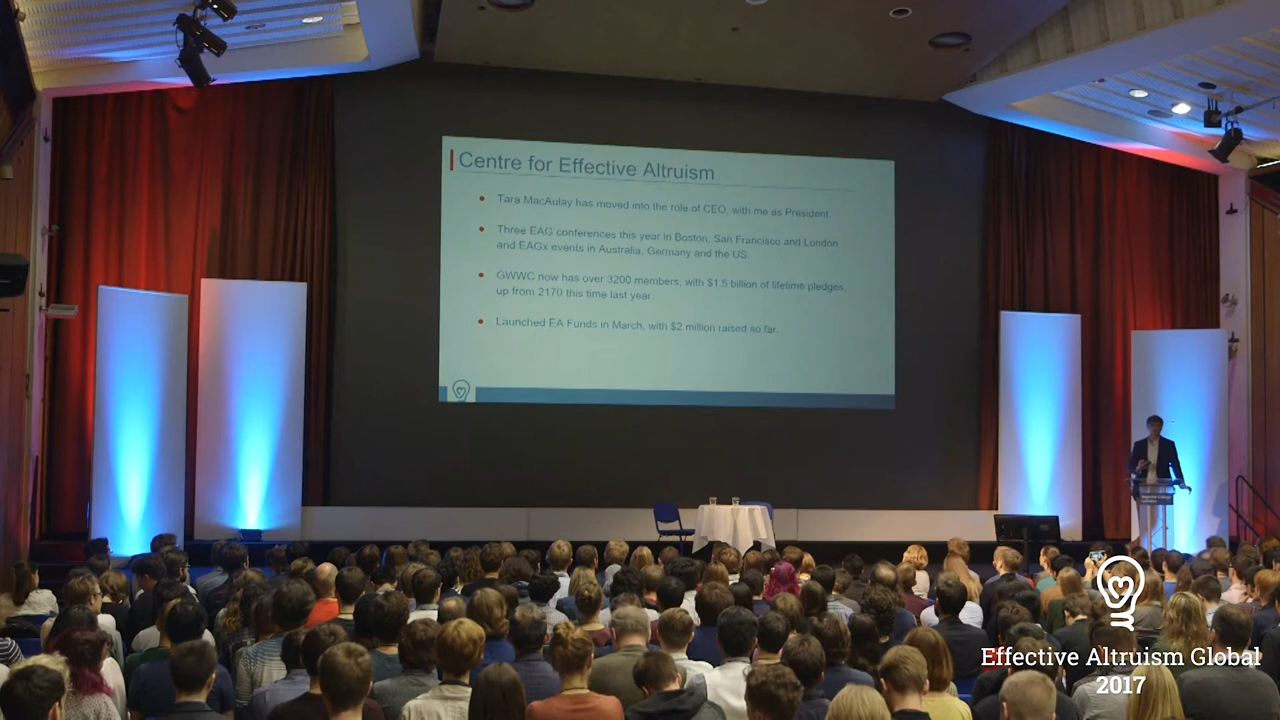 Centre for Effective Altruism
Tara MacAulay has moved into the role of CEO, with me as President.
Three EAG conferences this year in Boston, San Francisco and London
and EAGx events in Australia, Germany and the US.
GWWC now has over 3200 members, with $1.5 billion of lifetime pledges,
up from 2170 this time last year.
Launched EA Funds in March, with $2 million raised so far.
Imperial College
London
Effective Altruism Global
2017